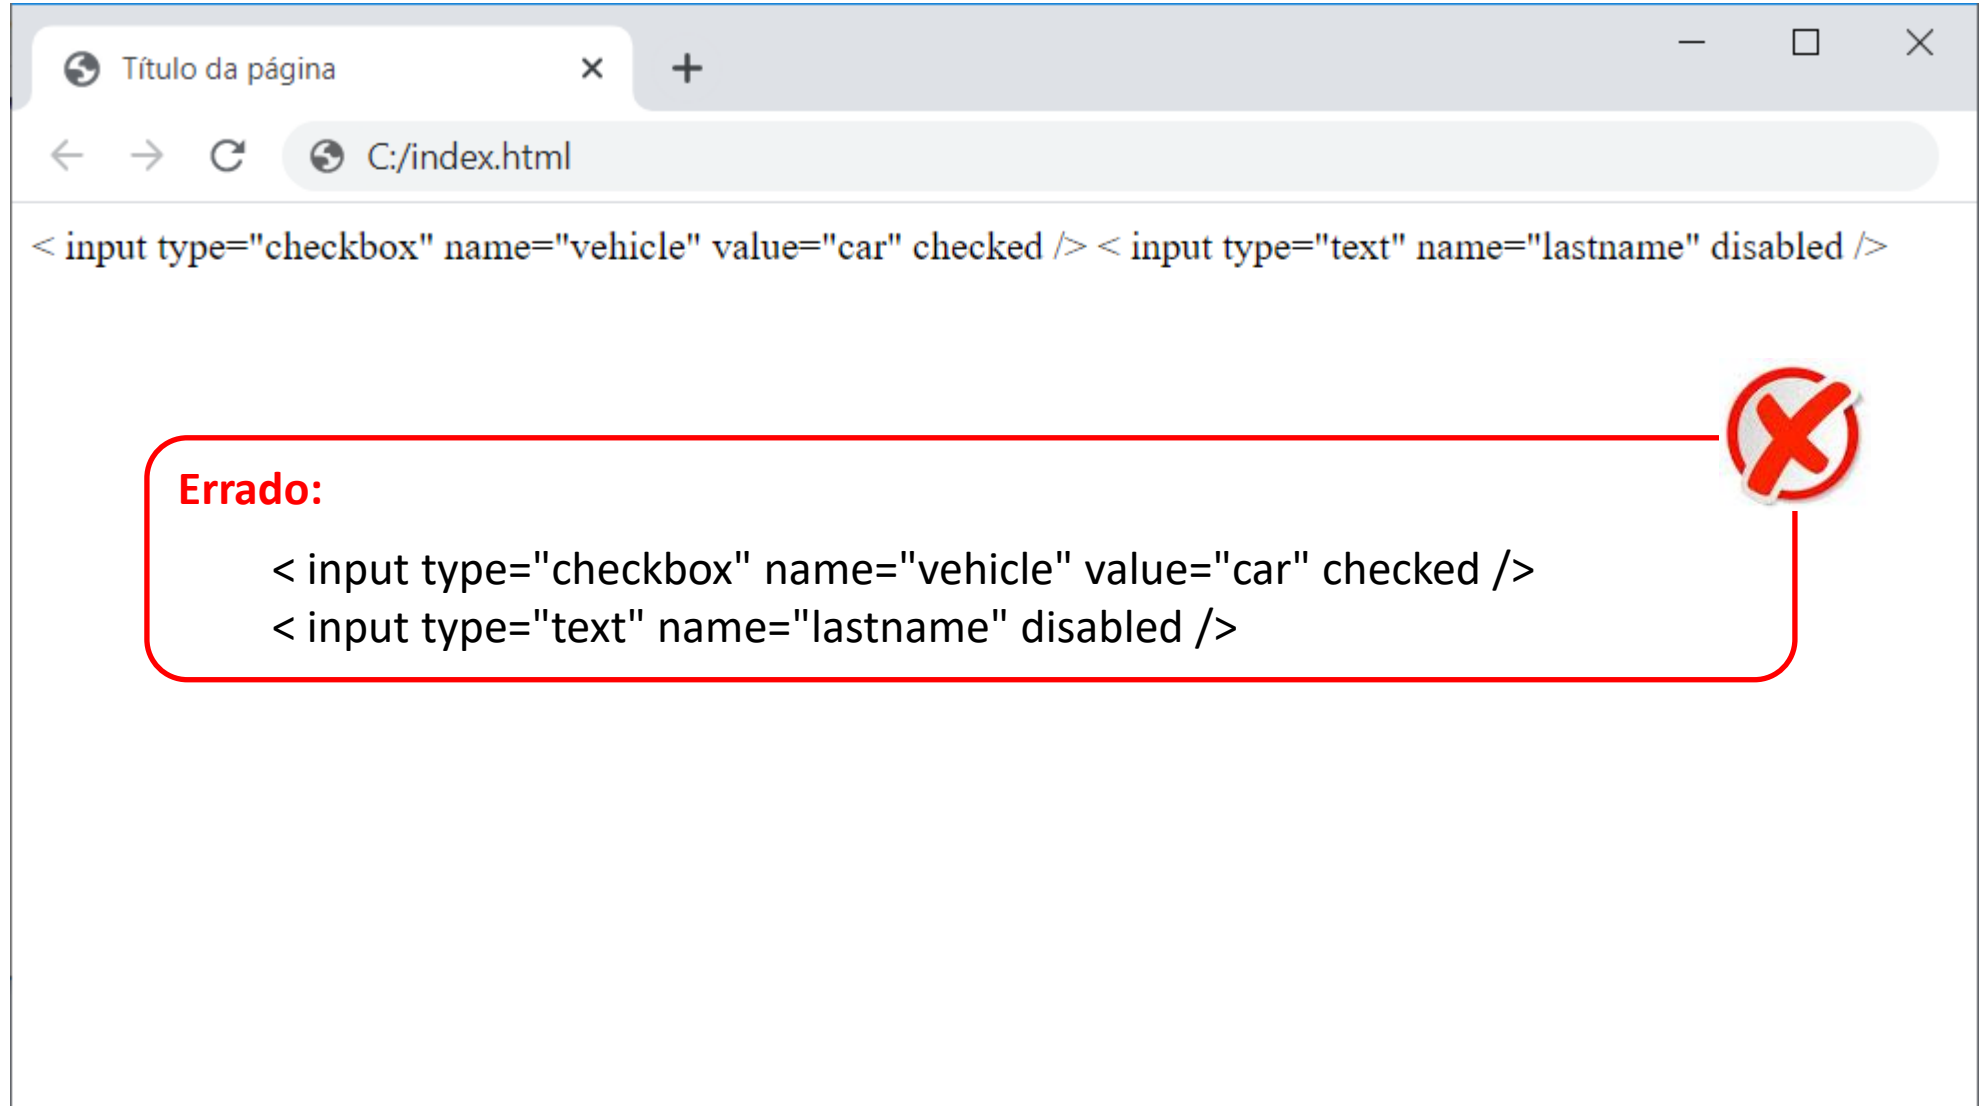 Título da página
C:/index.html
< input type="checkbox" name="vehicle" value="car" checked /> < input type="text" name="lastname" disabled />
Errado:
< input type="checkbox" name="vehicle" value="car" checked />
< input type="text" name="lastname" disabled />